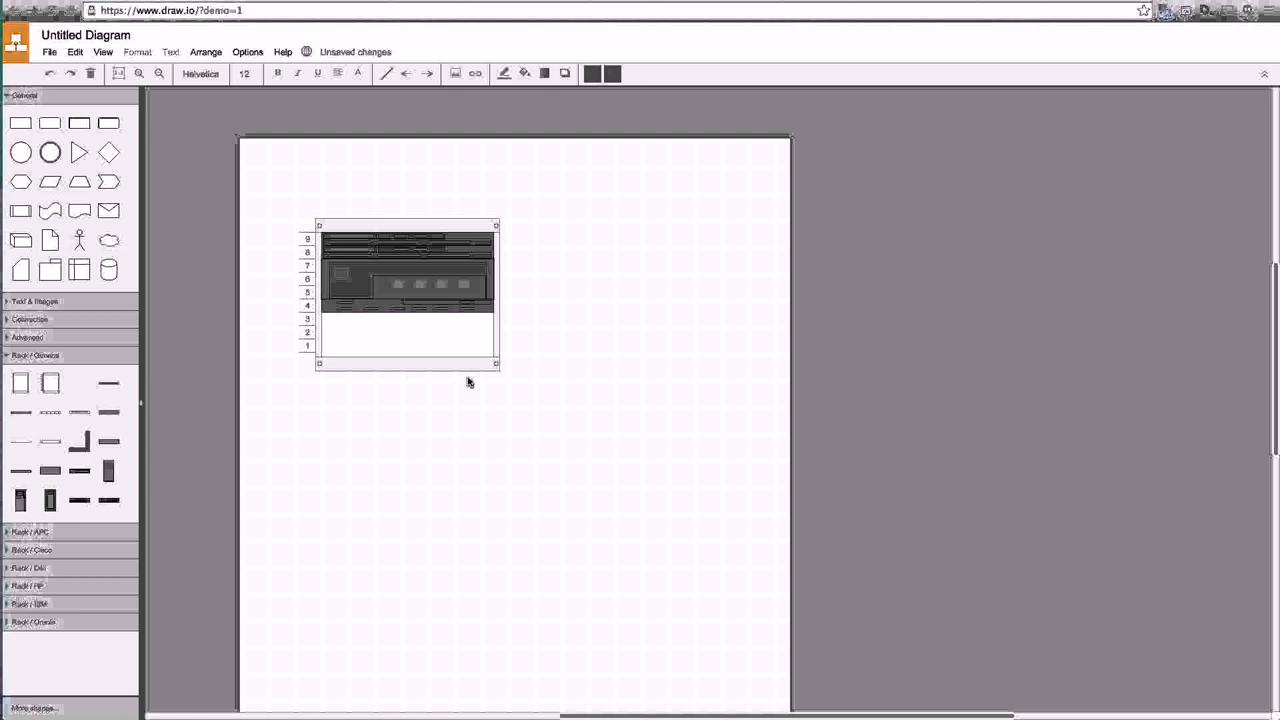 https://www.draw.io/?demo=1
Untitled Diagram
File Edit View Format Text Arrange Options Help Unsaved changes
Helvetica 12 B I U A
General
Text & Images
Connection
Advanced
Rack / General
Rack / APC
Rack / Cisco
Rack / Dell
Rack / HP
Rack / IBM
Rack / Oracle
More shapes...
9
8
7
6
5
4
3
2
1